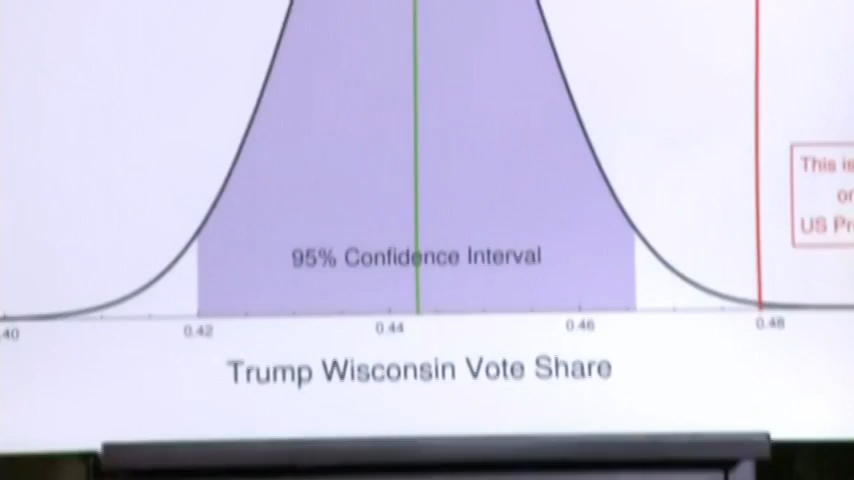 This is
or
US Pr
95% Confidence Interval
.40 0.42 0.44 0.46 0.48
Trump Wisconsin Vote Share